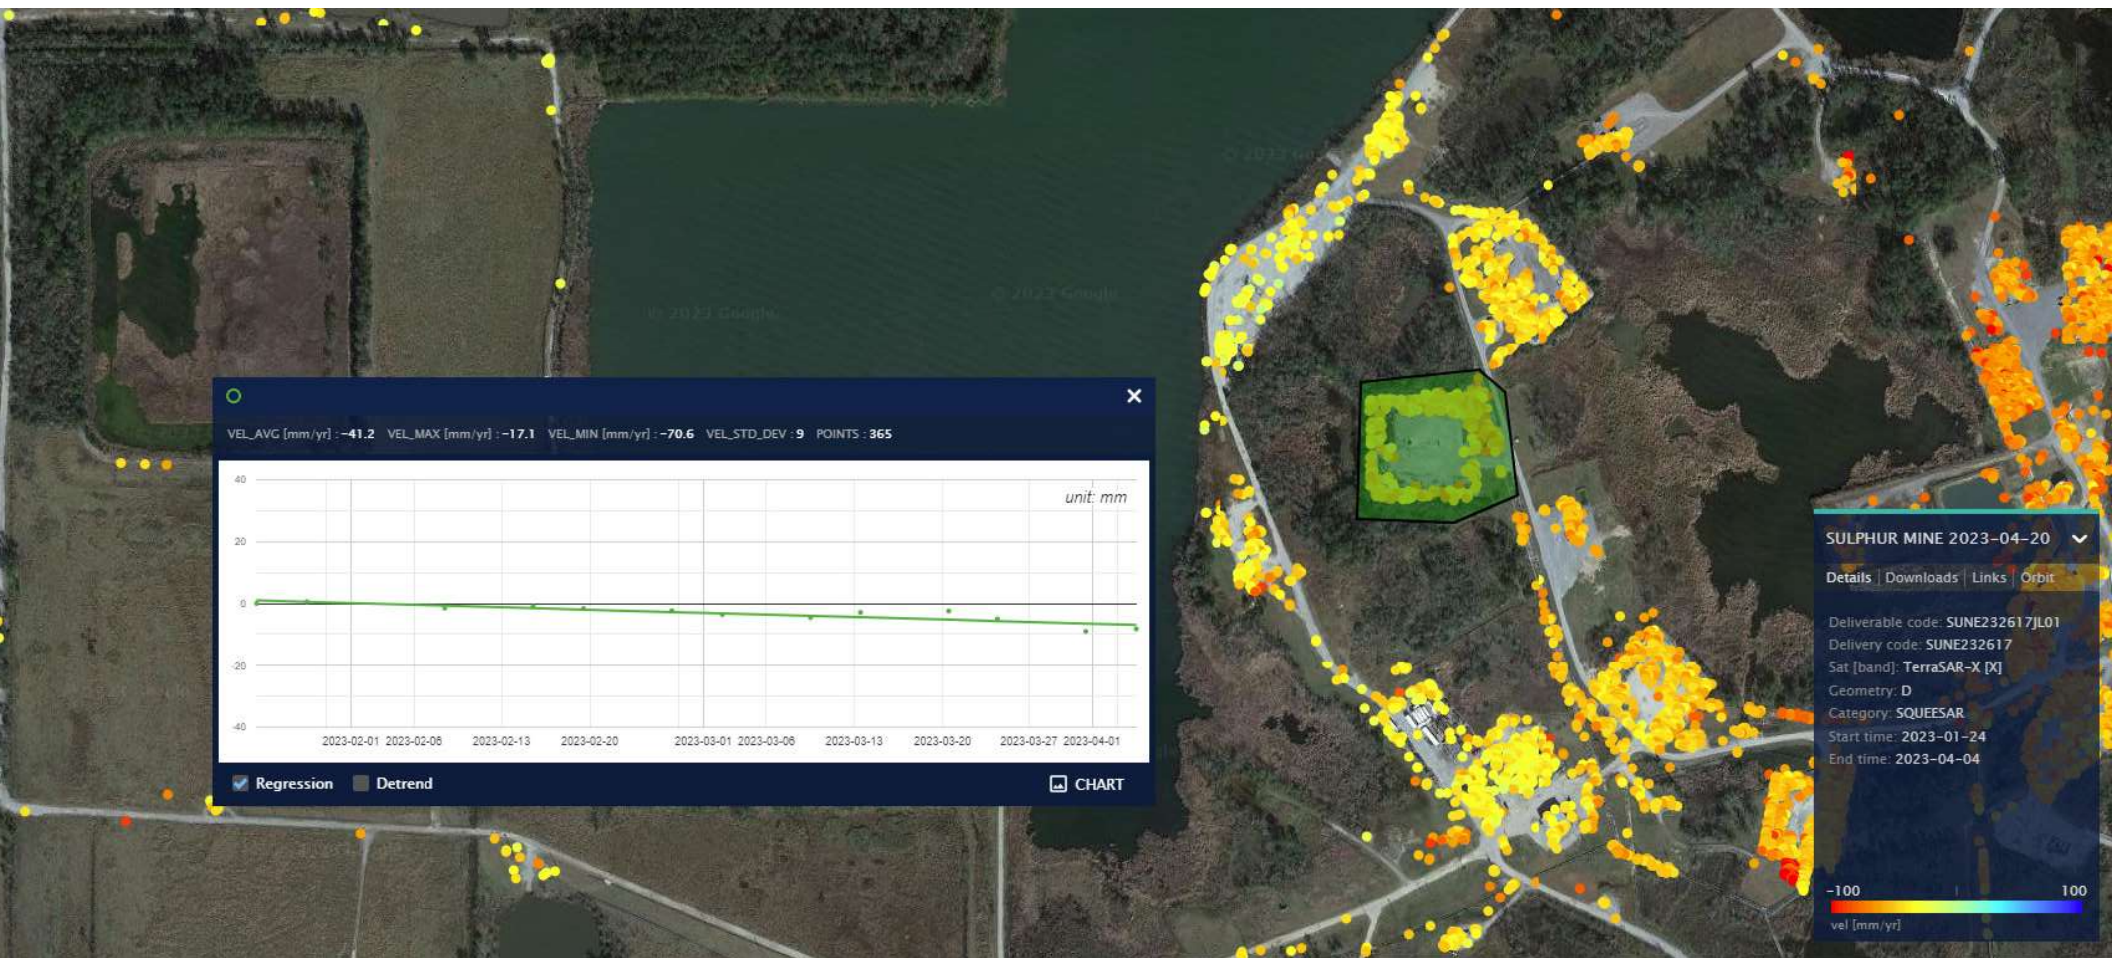 © 2023 Google
© 2023 Google
VEL_AVG [mm/yr] : -41.2 VEL_MAX [mm/yr] : -17.1 VEL_MIN [mm/yr] : -70.6 VEL_STD_DEV : 9 POINTS : 365
unit: mm
40
20
0
-20
-40
2023-02-01 2023-02-06 2023-02-13 2023-02-20 2023-03-01 2023-03-06 2023-03-13 2023-03-20 2023-03-27 2023-04-01
Regression Detrend CHART
SULPHUR MINE 2023-04-20
Details | Downloads | Links | Orbit
Deliverable code: SUNE232617JL01
Delivery code: SUNE232617
Sat [band]: TerraSAR-X [X]
Geometry: D
Category: SQUEESAR
Start time: 2023-01-24
End time: 2023-04-04
-100 100
vel [mm/yr]